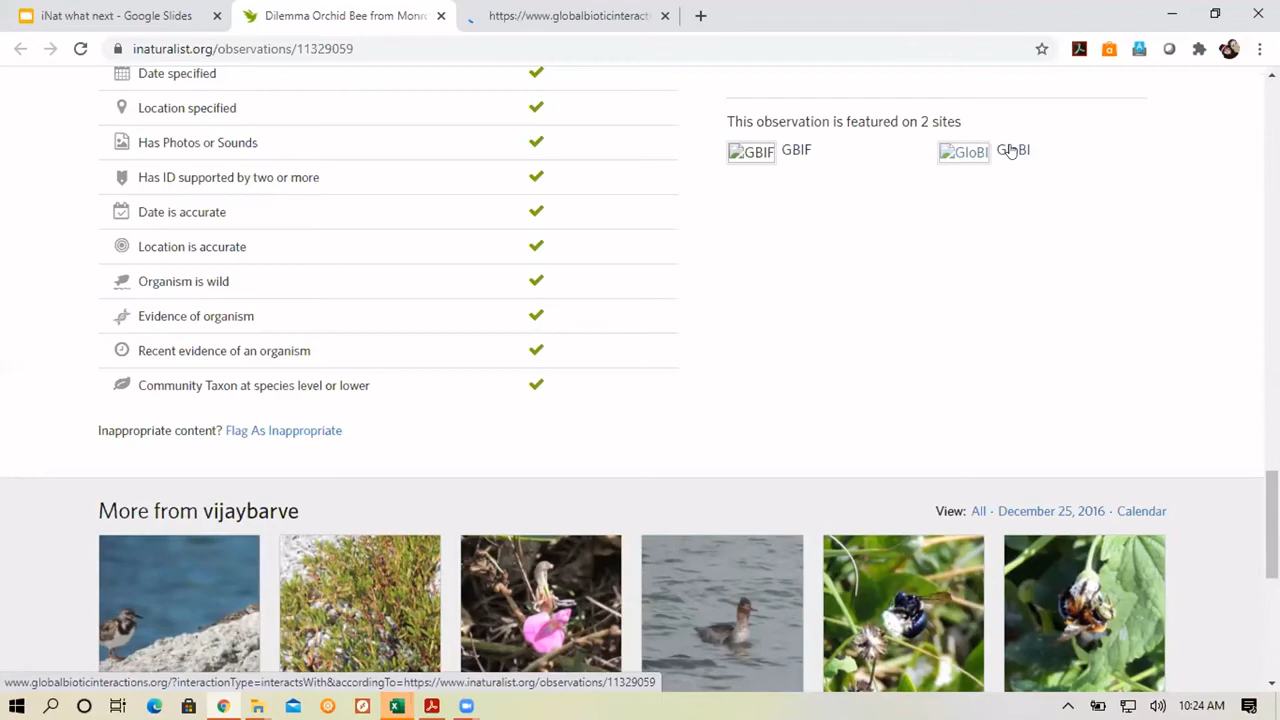 iNat what next - Google Slides
Dilemma Orchid Bee from Monro
https://www.globalbioticinteract
inaturalist.org/observations/11329059
Date specified
Location specified
Has Photos or Sounds
Has ID supported by two or more
Date is accurate
Location is accurate
Organism is wild
Evidence of organism
Recent evidence of an organism
Community Taxon at species level or lower
Inappropriate content? Flag As Inappropriate
This observation is featured on 2 sites
GBIF GBIF
GloBI GloBI
More from vijaybarve
View: All · December 25, 2016 · Calendar
www.globalbioticinteractions.org/?interactionType=interactsWith&accordingTo=https://www.inaturalist.org/observations/11329059
10:24 AM